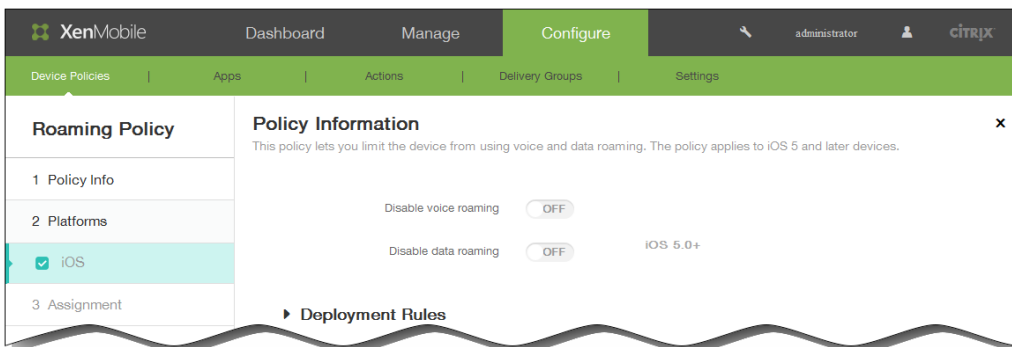 XenMobile Dashboard Manage Configure administrator CİTRIX
Device Policies | Apps | Actions | Delivery Groups | Settings
Roaming Policy
Policy Information
This policy lets you limit the device from using voice and data roaming. The policy applies to iOS 5 and later devices.
1 Policy Info
2 Platforms
iOS
3 Assignment
Disable voice roaming OFF
Disable data roaming OFF iOS 5.0+
Deployment Rules